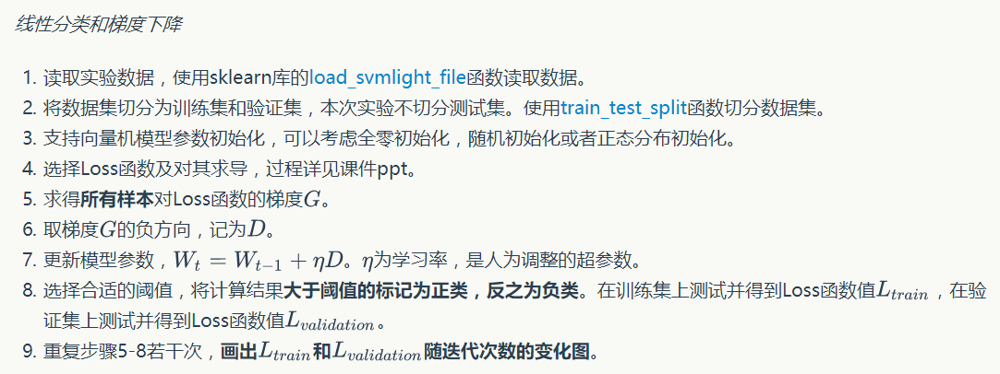 线性分类和梯度下降
1. 读取实验数据，使用sklearn库的load_svmlight_file函数读取数据。
2. 将数据集切分为训练集和验证集，本次实验不切分测试集。使用train_test_split函数切分数据集。
3. 支持向量机模型参数初始化，可以考虑全零初始化，随机初始化或者正态分布初始化。
4. 选择Loss函数及对其求导，过程详见课件ppt。
5. 求得所有样本对Loss函数的梯度G。
6. 取梯度G的负方向，记为D。
7. 更新模型参数，W_t = W_{t−1} + ηD。η为学习率，是人为调整的超参数。
8. 选择合适的阈值，将计算结果大于阈值的标记为正类，反之为负类。在训练集上测试并得到Loss函数值L_{train}，在验
证集上测试并得到Loss函数值L_{validation}。
9. 重复步骤5-8若干次，画出L_{train}和L_{validation}随迭代次数的变化图。